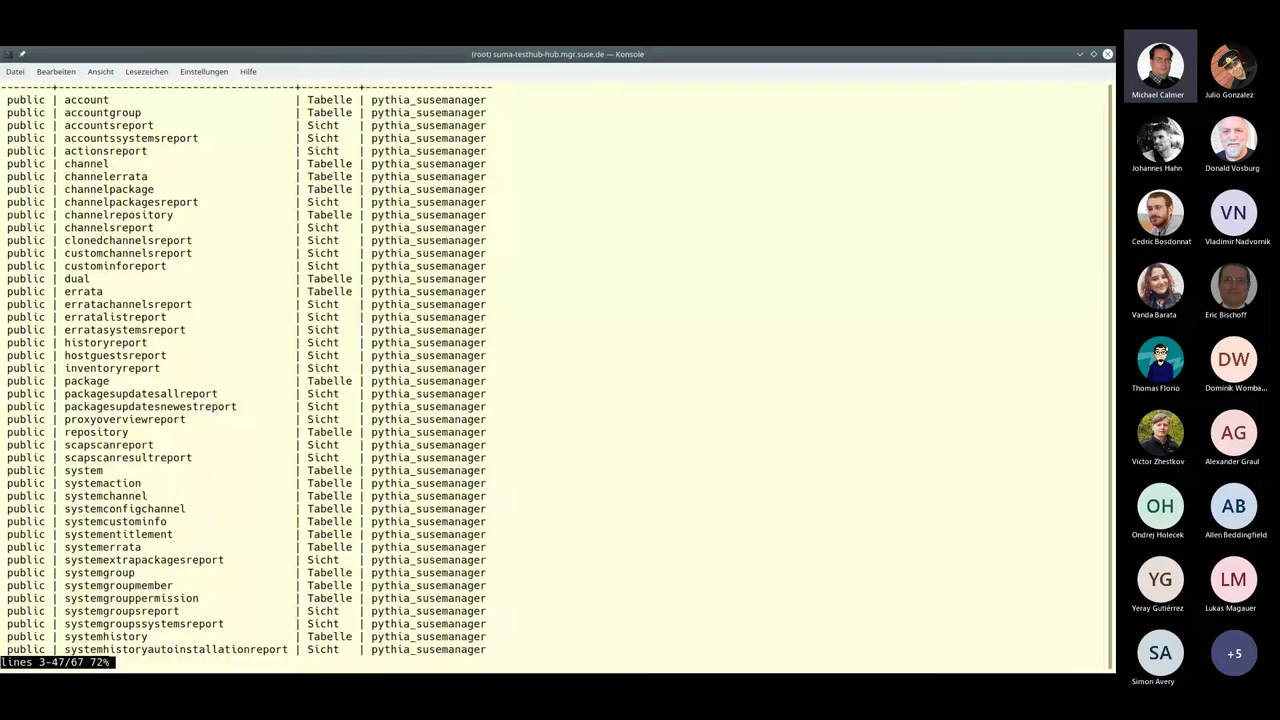 (root) suma-testhub-hub.mgr.suse.de — Konsole
Datei Bearbeiten Ansicht Lesezeichen Einstellungen Hilfe
public | account | Tabelle | pythia_susemanager
public | accountgroup | Tabelle | pythia_susemanager
public | accountsreport | Sicht | pythia_susemanager
public | accountssystemsreport | Sicht | pythia_susemanager
public | actionsreport | Sicht | pythia_susemanager
public | channel | Tabelle | pythia_susemanager
public | channelerrata | Tabelle | pythia_susemanager
public | channelpackage | Tabelle | pythia_susemanager
public | channelpackagesreport | Sicht | pythia_susemanager
public | channelrepository | Tabelle | pythia_susemanager
public | channelsreport | Sicht | pythia_susemanager
public | clonedchannelsreport | Sicht | pythia_susemanager
public | customchannelsreport | Sicht | pythia_susemanager
public | custominforeport | Sicht | pythia_susemanager
public | dual | Tabelle | pythia_susemanager
public | errata | Tabelle | pythia_susemanager
public | erratachannelsreport | Sicht | pythia_susemanager
public | erratalistreport | Sicht | pythia_susemanager
public | erratasystemsreport | Sicht | pythia_susemanager
public | historyreport | Sicht | pythia_susemanager
public | hostguestsreport | Sicht | pythia_susemanager
public | inventoryreport | Sicht | pythia_susemanager
public | package | Tabelle | pythia_susemanager
public | packagesupdatesallreport | Sicht | pythia_susemanager
public | packagesupdatesnewestreport | Sicht | pythia_susemanager
public | proxyoverviewreport | Sicht | pythia_susemanager
public | repository | Tabelle | pythia_susemanager
public | scapscanreport | Sicht | pythia_susemanager
public | scapscanresultreport | Sicht | pythia_susemanager
public | system | Tabelle | pythia_susemanager
public | systemaction | Tabelle | pythia_susemanager
public | systemchannel | Tabelle | pythia_susemanager
public | systemconfigchannel | Tabelle | pythia_susemanager
public | systemcustominfo | Tabelle | pythia_susemanager
public | systementitlement | Tabelle | pythia_susemanager
public | systemerrata | Tabelle | pythia_susemanager
public | systemextrapackagesreport | Sicht | pythia_susemanager
public | systemgroup | Tabelle | pythia_susemanager
public | systemgroupmember | Tabelle | pythia_susemanager
public | systemgrouppermission | Tabelle | pythia_susemanager
public | systemgroupsreport | Sicht | pythia_susemanager
public | systemgroupssystemsreport | Sicht | pythia_susemanager
public | systemhistory | Tabelle | pythia_susemanager
public | systemhistoryautoinstallationreport | Sicht | pythia_susemanager
lines 3-47/67 72%
Michael Calmer Julio Gonzalez
Johannes Hahn Donald Vosburg
VN
Cedric Bosdonnat Vladimir Nadvornik
Vanda Barata Eric Bischoff
DW
Thomas Florio Dominik Womba...
AG
Victor Zhestkov Alexander Graul
OH AB
Ondrej Holecek Allen Beddingfield
YG LM
Yeray Gutiérrez Lukas Magauer
SA +5
Simon Avery